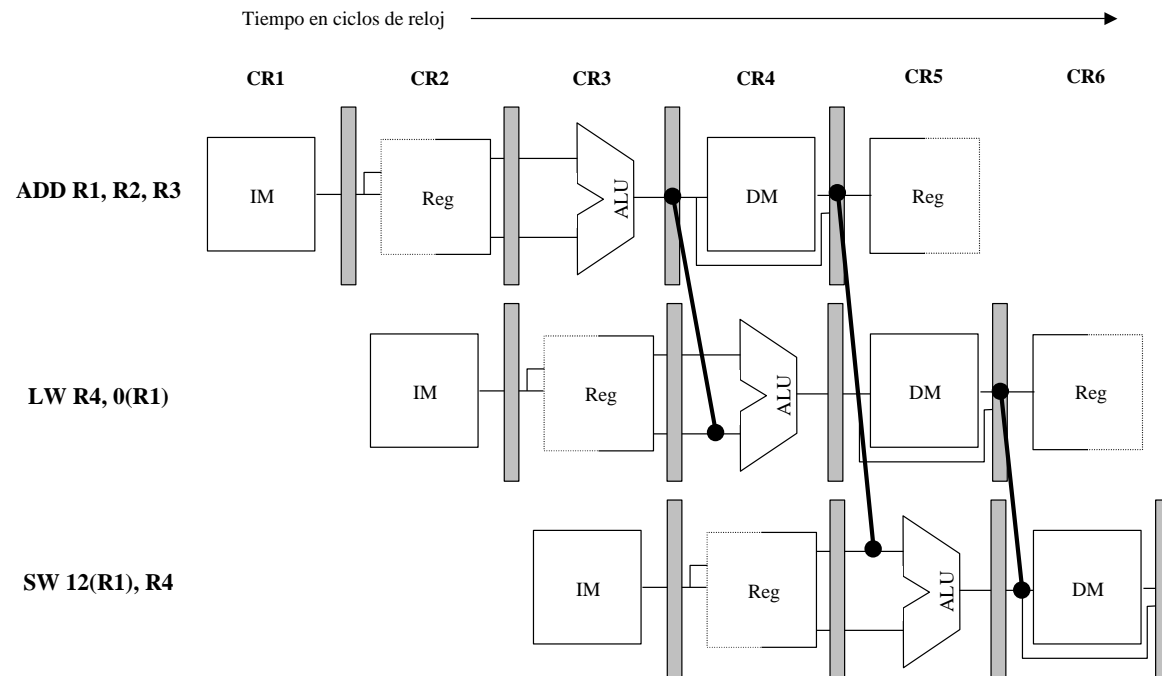 Tiempo en ciclos de reloj
CR1 CR2 CR3 CR4 CR5 CR6
ADD R1, R2, R3 IM Reg ALU DM Reg
LW R4, 0(R1) IM Reg ALU DM Reg
SW 12(R1), R4 IM Reg ALU DM